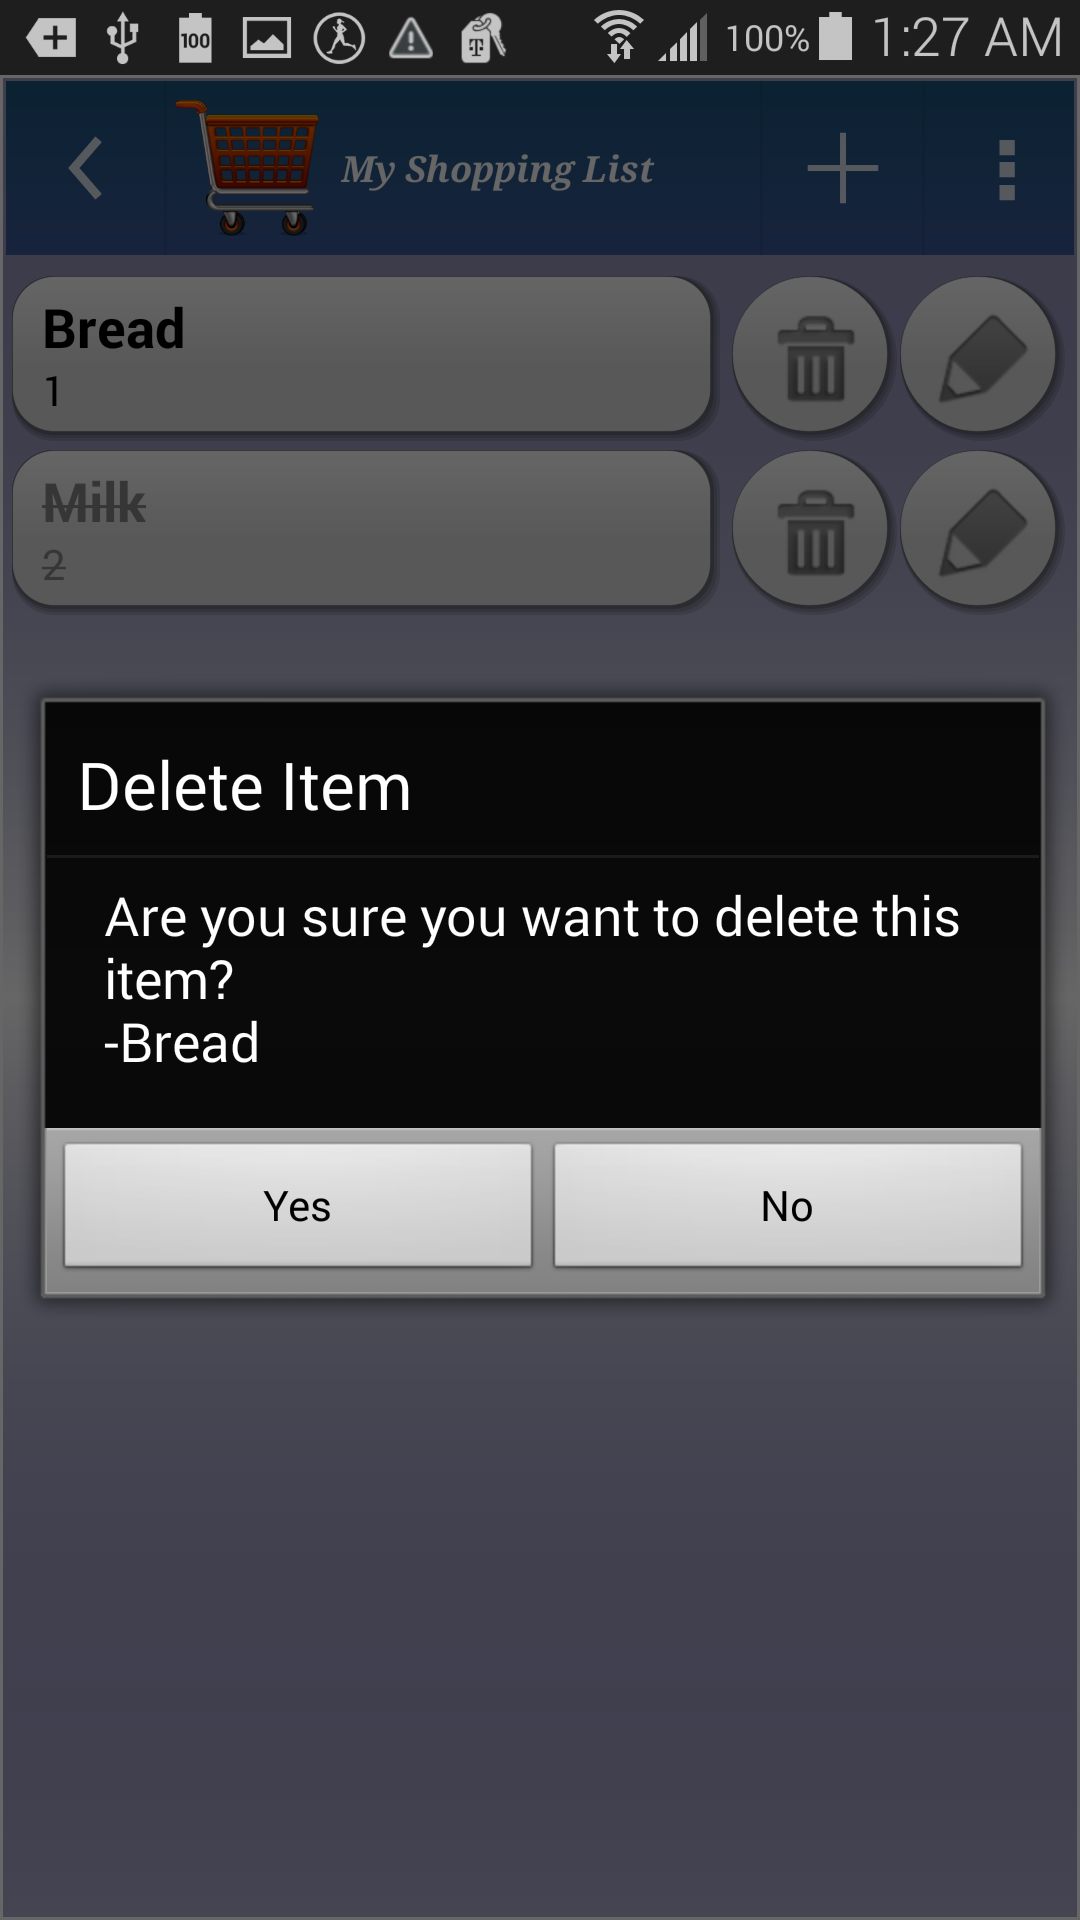 100 T 100% 1:27 AM
My Shopping List
Bread
1
Milk
2
Delete Item
Are you sure you want to delete this
item?
-Bread
Yes No